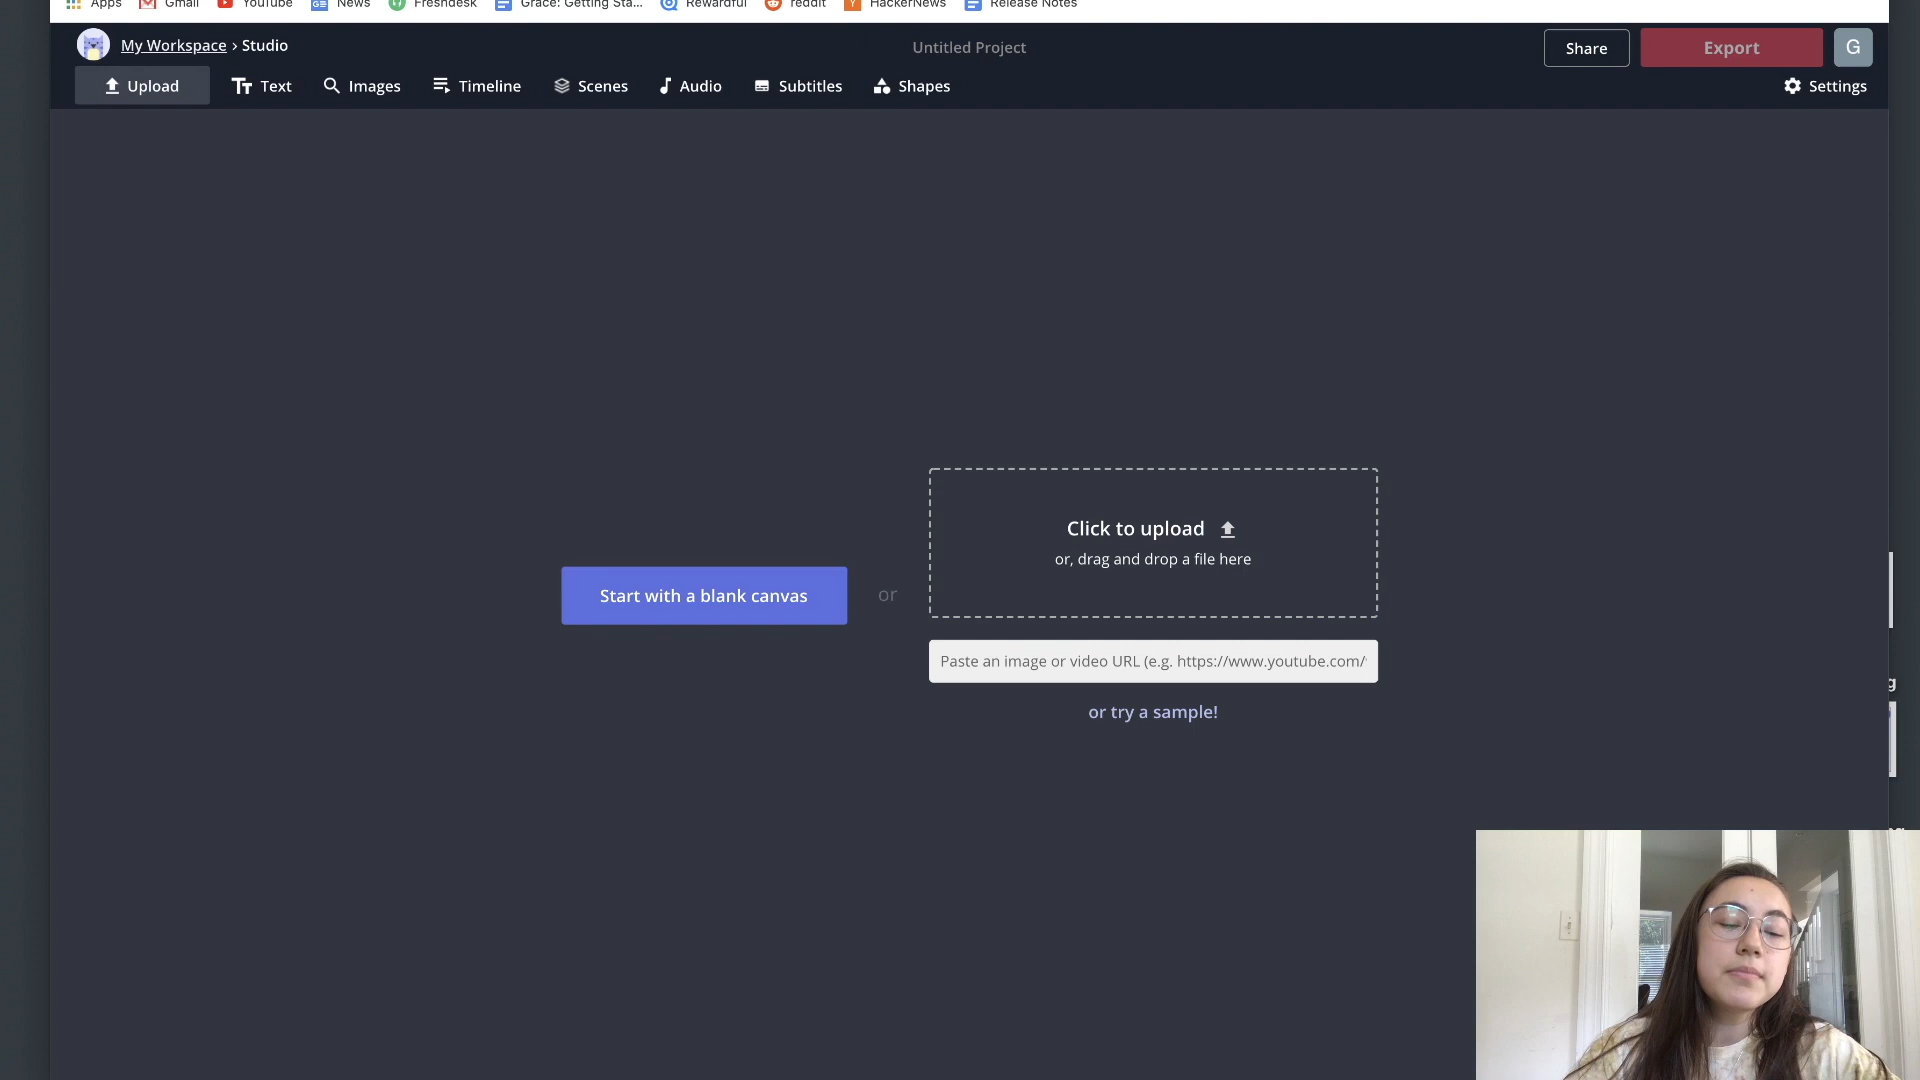 Apps Gmail YouTube News Freshdesk Grace: Getting Sta... Rewardful reddit HackerNews Release Notes
My Workspace › Studio
Untitled Project
Share
Export
G
Upload
Text
Images
Timeline
Scenes
Audio
Subtitles
Shapes
Settings
Click to upload
or, drag and drop a file here
Start with a blank canvas
or
Paste an image or video URL (e.g. https://www.youtube.com/
or try a sample!